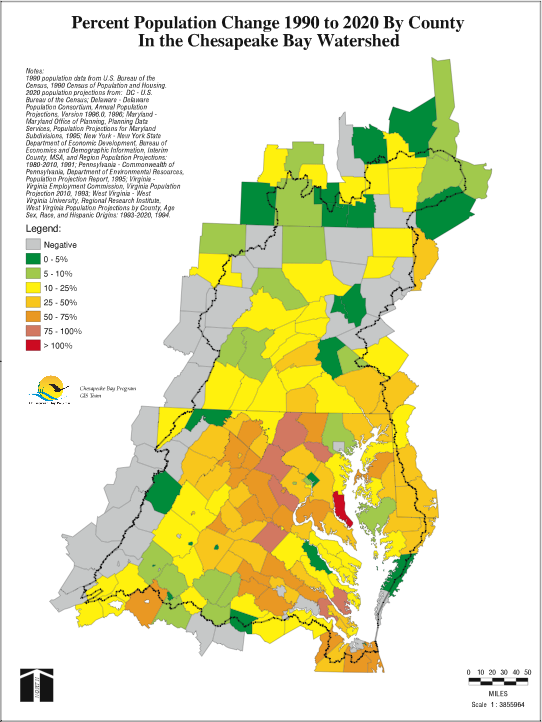 Percent Population Change 1990 to 2020 By County
In the Chesapeake Bay Watershed
Notes:
1990 population data from U.S. Bureau of the
Census, 1990 Census of Population and Housing.
2020 population projections from: DC - U.S.
Bureau of the Census; Delaware - Delaware
Population Consortium, Annual Population
Projections, Version 1996.0, 1996; Maryland -
Maryland Office of Planning, Planning Data
Services, Population Projections for Maryland
Subdivisions, 1995; New York - New York State
Department of Economic Development, Bureau of
Economics and Demographic Information, Interim
County, MSA, and Region Population Projections:
1980-2010, 1991; Pennsylvania - Commonwealth of
Pennsylvania, Department of Environmental Resources,
Population Projection Report, 1995; Virginia -
Virginia Employment Commission, Virginia Population
Projection 2010, 1993; West Virginia - West
Virginia University, Regional Research Institute,
West Virginia Population Projections by County, Age
Sex, Race, and Hispanic Origins: 1993-2020, 1994.
Legend:
Negative
0 - 5%
5 - 10%
10 - 25%
25 - 50%
50 - 75%
75 - 100%
> 100%
Chesapeake Bay Program
GIS Team
0 10 20 30 40 50
MILES
Scale 1 : 3855964